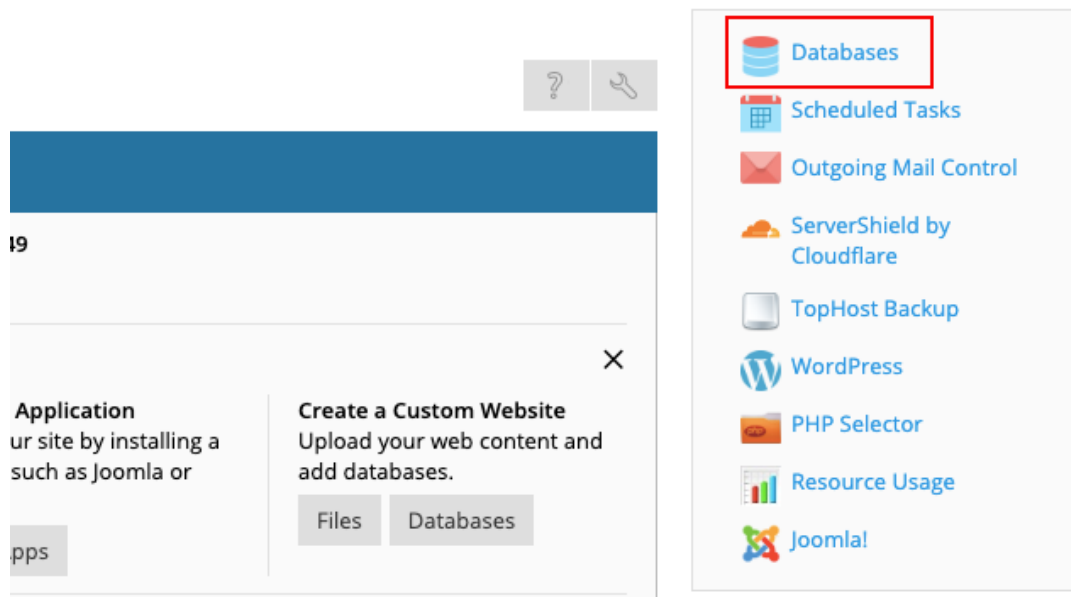 ?
49
Application
ur site by installing a
such as Joomla or
Apps
Create a Custom Website
Upload your web content and
add databases.
Files
Databases
Databases
Scheduled Tasks
Outgoing Mail Control
ServerShield by
Cloudflare
TopHost Backup
WordPress
PHP Selector
Resource Usage
Joomla!